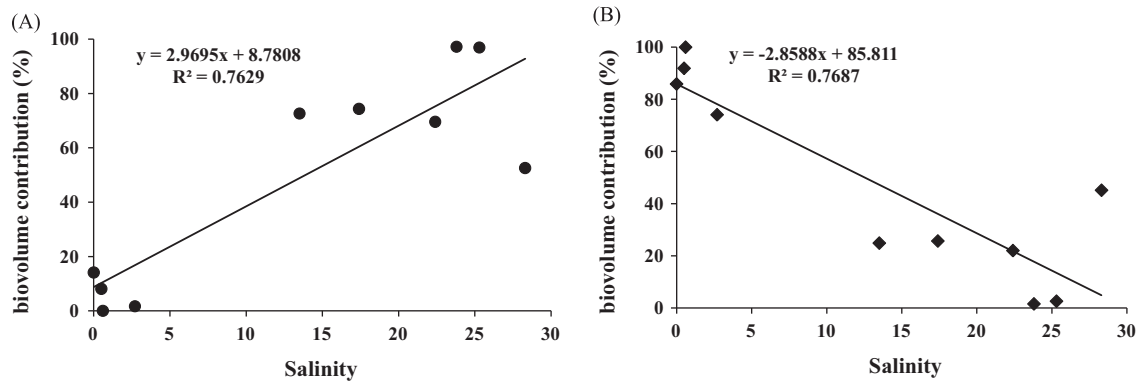 (A)
y = 2.9695x + 8.7808
R² = 0.7629
biovolume contribution (%)
100
80
60
40
20
0
0 5 10 15 20 25 30
Salinity
(B)
y = -2.8588x + 85.811
R² = 0.7687
biovolume contribution (%)
100
80
60
40
20
0
0 5 10 15 20 25 30
Salinity